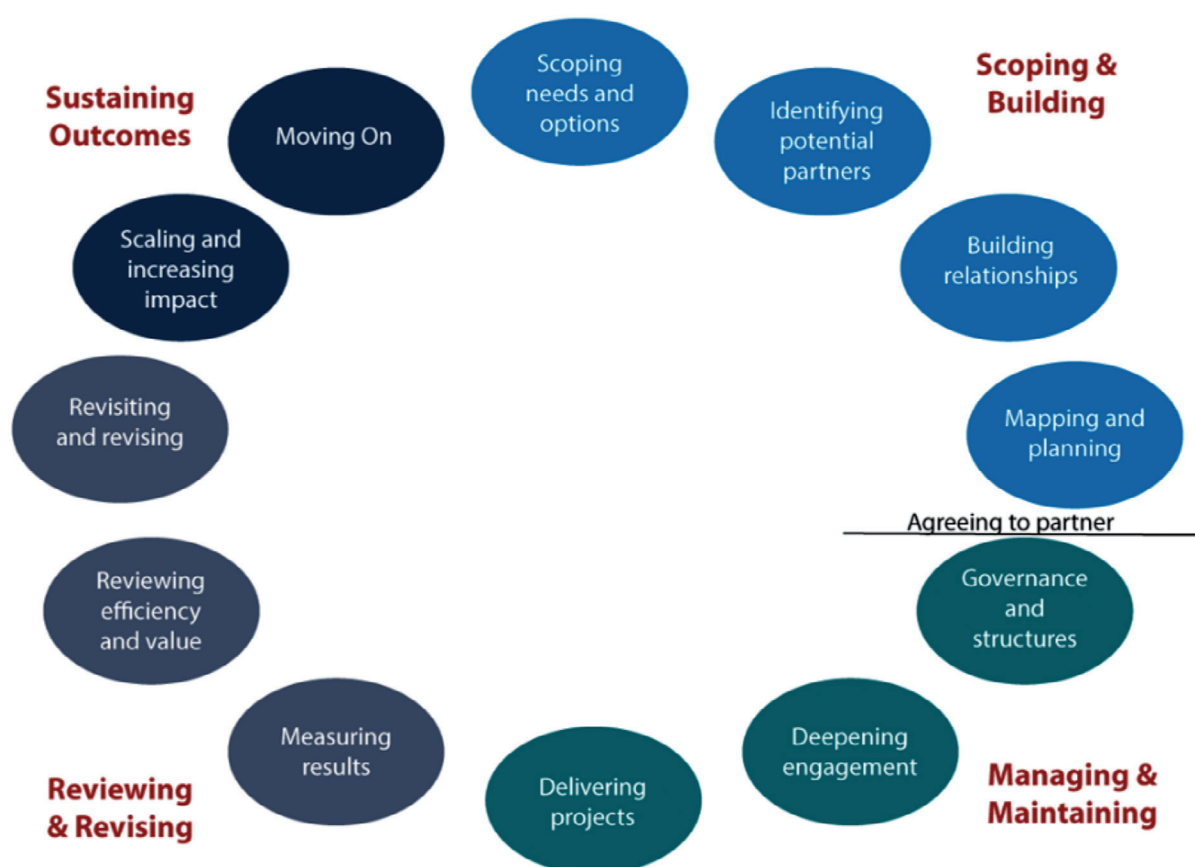 Scoping &
Building
Scoping
needs and
options
Identifying
potential
partners
Building
relationships
Mapping and
planning
Agreeing to partner
Governance
and
structures
Deepening
engagement
Delivering
projects
Managing &
Maintaining
Measuring
results
Reviewing
efficiency
and value
Revisiting
and revising
Reviewing
& Revising
Scaling and
increasing
impact
Moving On
Sustaining
Outcomes